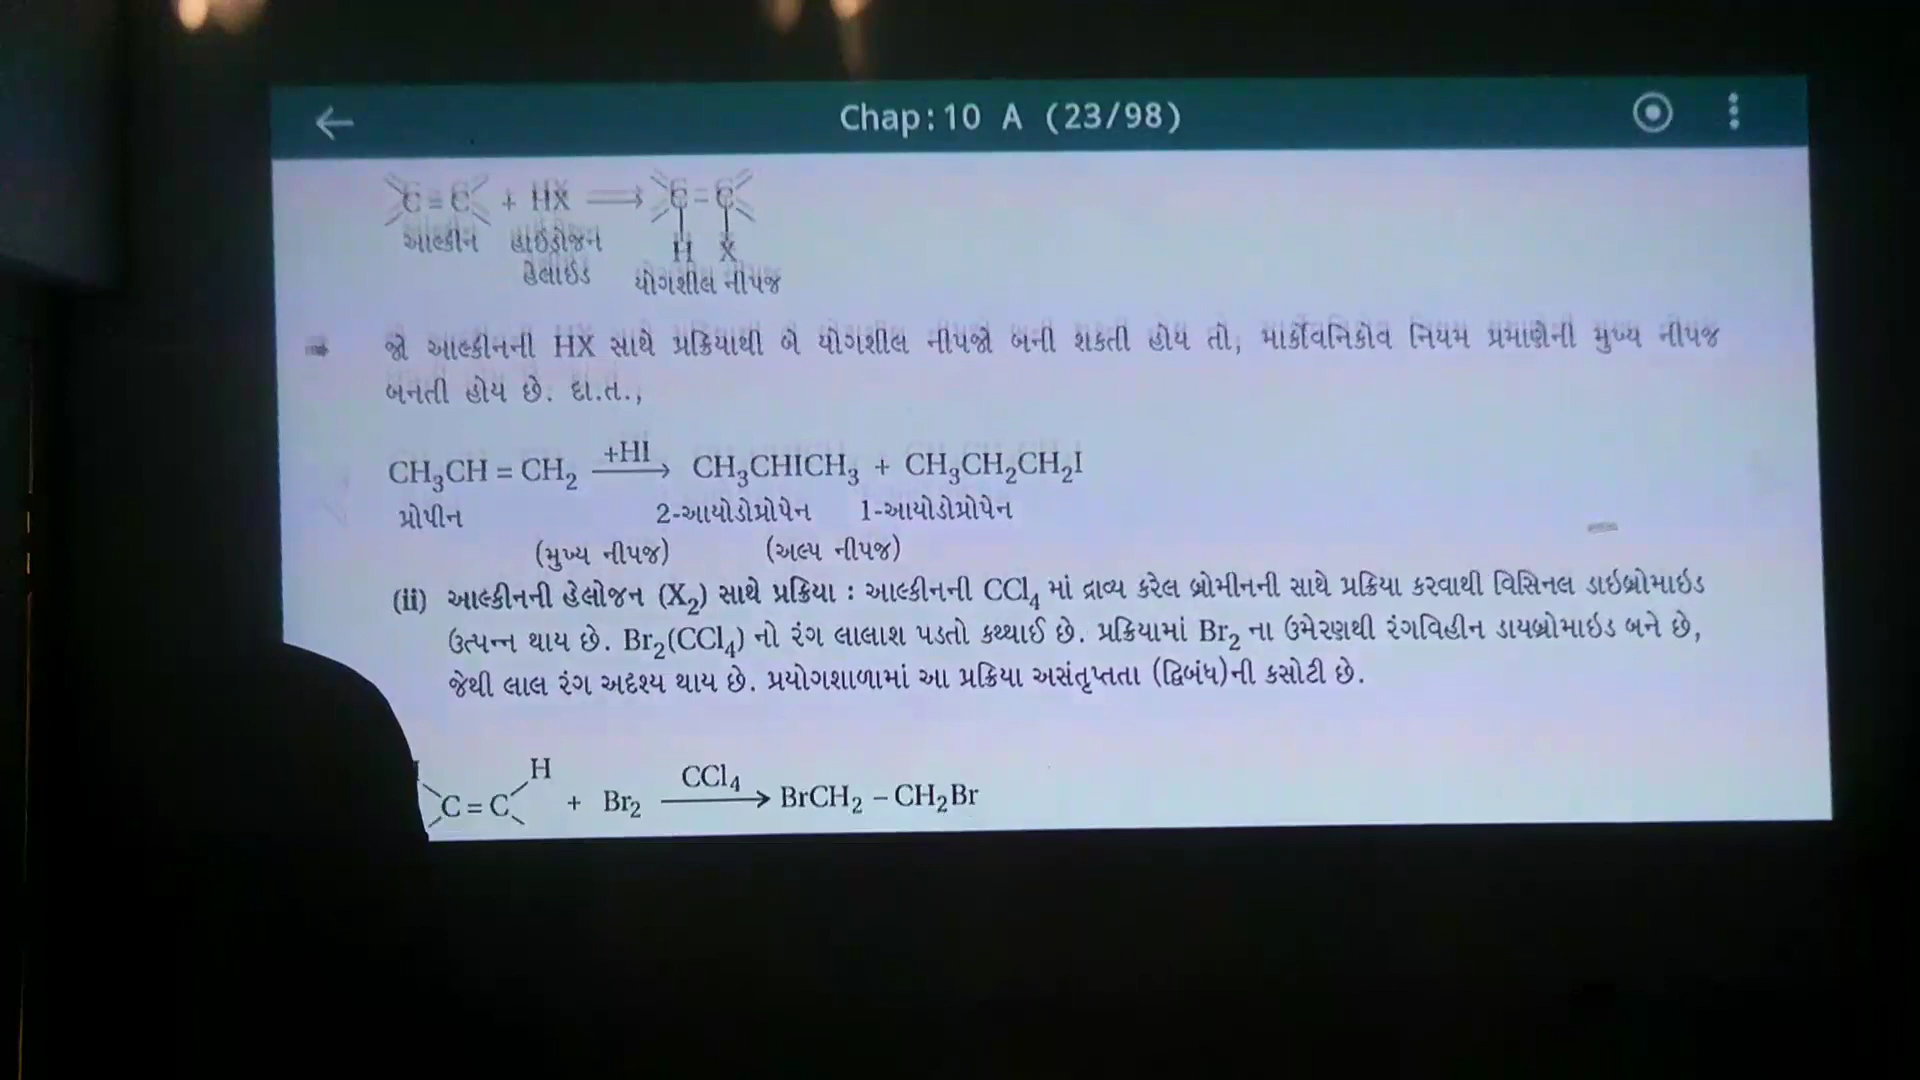 Chap:10 A (23/98)
C = C + HX ⟶ C – C
આલ્કીન હાઈડ્રોજન H X
હેલાઈડ યોગશીલ નીપજ
જો આલ્કીનની HX સાથે પ્રક્રિયાથી બે યોગશીલ નીપજો બની શકતી હોય તો, માર્કોવનિકોવ નિયમ પ્રમાણેની મુખ્ય નીપજ
બનતી હોય છે. દા.ત.,
CH₃CH = CH₂ +HI ⟶ CH₃CHICH₃ + CH₃CH₂CH₂I
પ્રોપીન 2-આયોડોપ્રોપેન 1-આયોડોપ્રોપેન
(મુખ્ય નીપજ) (અલ્પ નીપજ)
(ii) આલ્કીનની હેલોજન (X₂) સાથે પ્રક્રિયા : આલ્કીનની CCl₄ માં દ્રાવ્ય કરેલ બ્રોમીનની સાથે પ્રક્રિયા કરવાથી વિસિનલ ડાઇબ્રોમાઇડ
ઉત્પન્ન થાય છે. Br₂(CCl₄) નો રંગ લાલાશ પડતો કથ્થાઈ છે. પ્રક્રિયામાં Br₂ ના ઉમેરણથી રંગવિહીન ડાયબ્રોમાઇડ બને છે,
જેથી લાલ રંગ અદૃશ્ય થાય છે. પ્રયોગશાળામાં આ પ્રક્રિયા અસંતૃપ્તતા (દ્વિબંધ)ની કસોટી છે.
H
C = C + Br₂ CCl₄ ⟶ BrCH₂ – CH₂Br